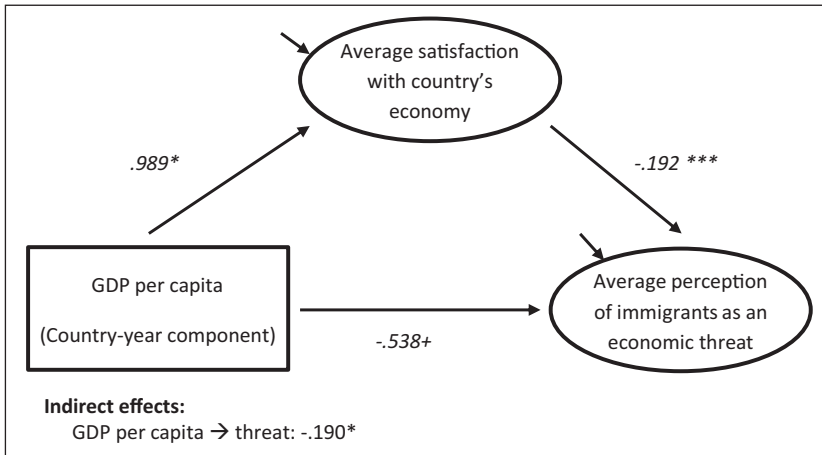 Average satisfaction
with country's
economy
.989*
-.192 ***
GDP per capita
(Country-year component)
Average perception
of immigrants as an
economic threat
-.538+
Indirect effects:
GDP per capita → threat: -.190*